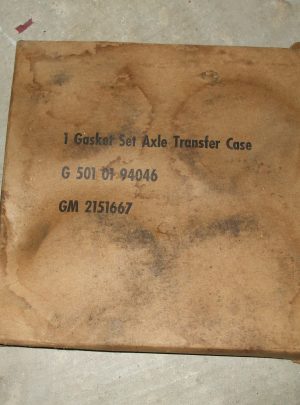 1 Gasket Set Axle Transfer Case
G 501 01 94046
GM 2151667